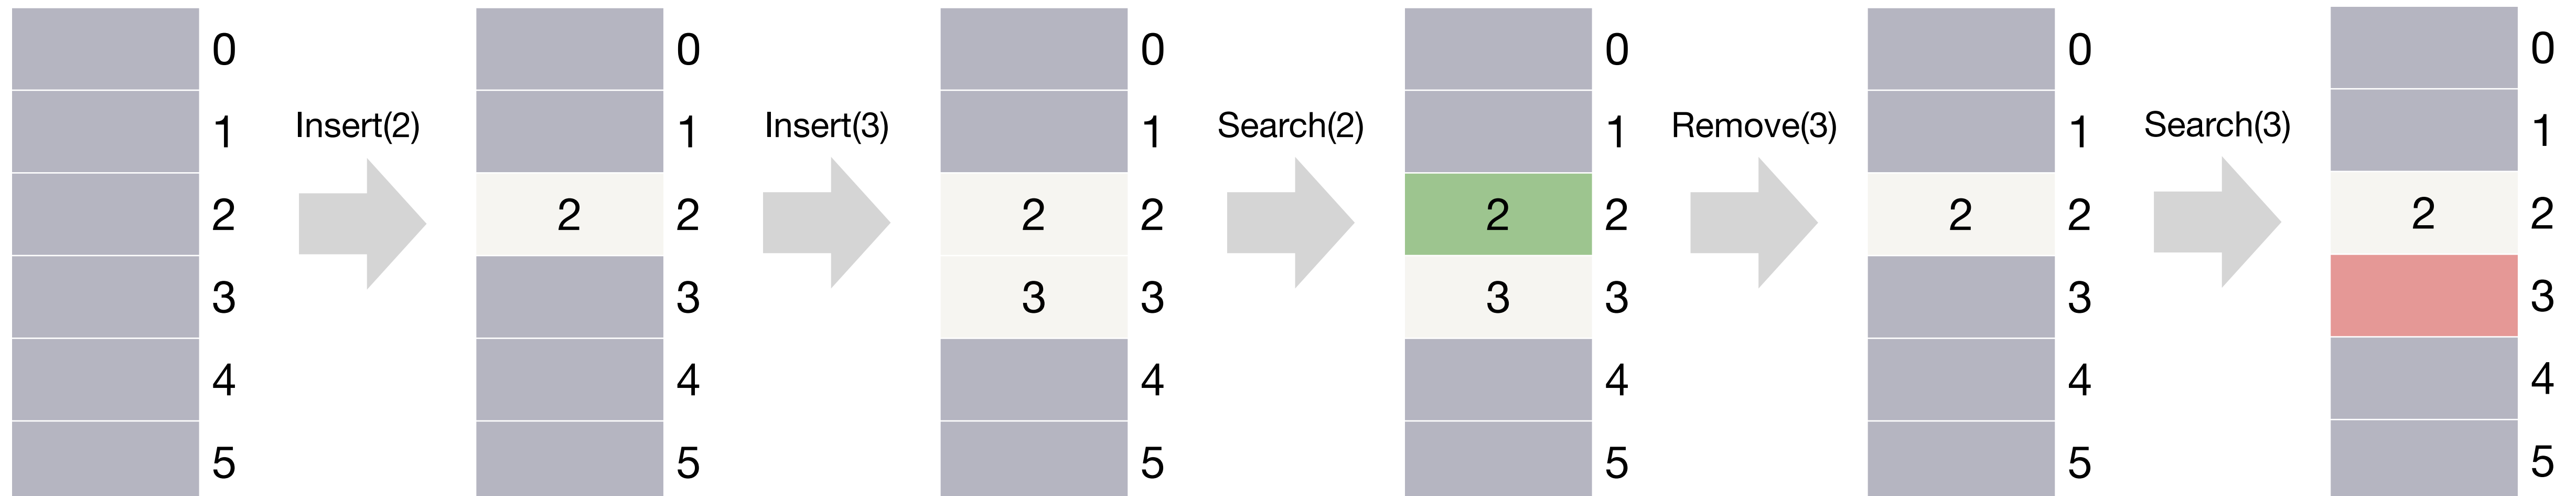 0 0 0 0 0 0
1 Insert(2) 1 Insert(3) 1 Search(2) 1 Remove(3) 1 Search(3) 1
2 2 2 2 2 2 2 2 2 2 2
3 3 3 3 3 3 3 3
4 4 4 4 4 4
5 5 5 5 5 5